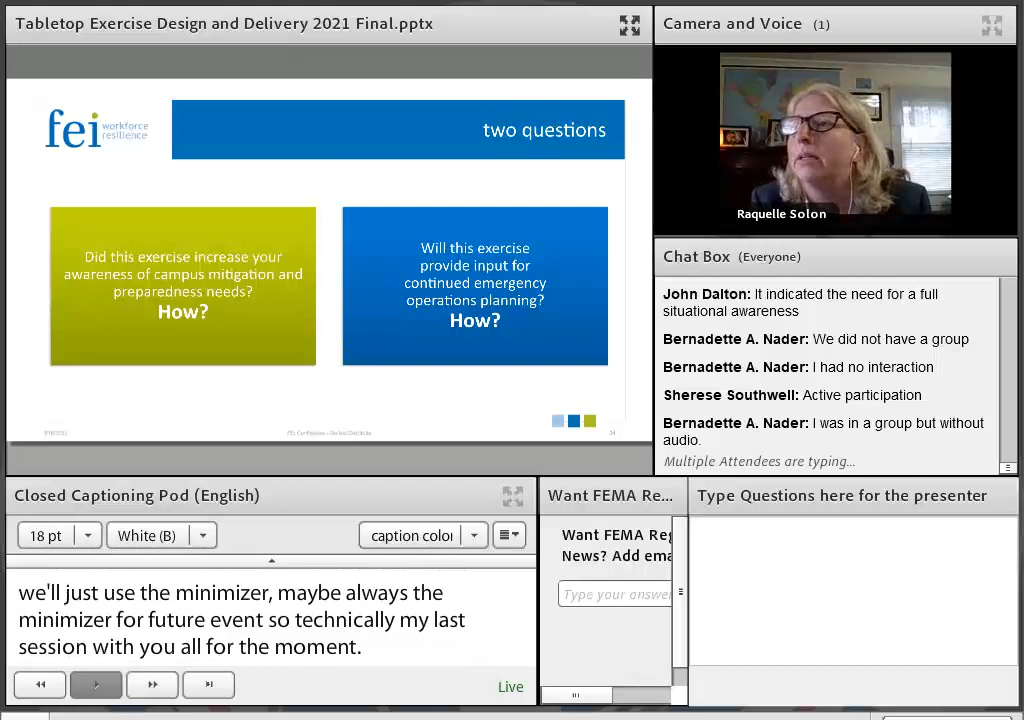 Tabletop Exercise Design and Delivery 2021 Final.pptx
fei workforce
resilience
two questions
Did this exercise increase your
awareness of campus mitigation and
preparedness needs?
How?
Will this exercise
provide input for
continued emergency
operations planning?
How?
24
Camera and Voice (1)
Raquelle Solon
Chat Box (Everyone)
John Dalton: It indicated the need for a full
situational awareness
Bernadette A. Nader: We did not have a group
Bernadette A. Nader: I had no interaction
Sherese Southwell: Active participation
Bernadette A. Nader: I was in a group but without
audio.
Multiple Attendees are typing...
Closed Captioning Pod (English)
18 pt
White (B)
caption color
we'll just use the minimizer, maybe always the
minimizer for future event so technically my last
session with you all for the moment.
Live
Want FEMA Re...
Want FEMA Reg
News? Add ema
Type your answer
Type Questions here for the presenter